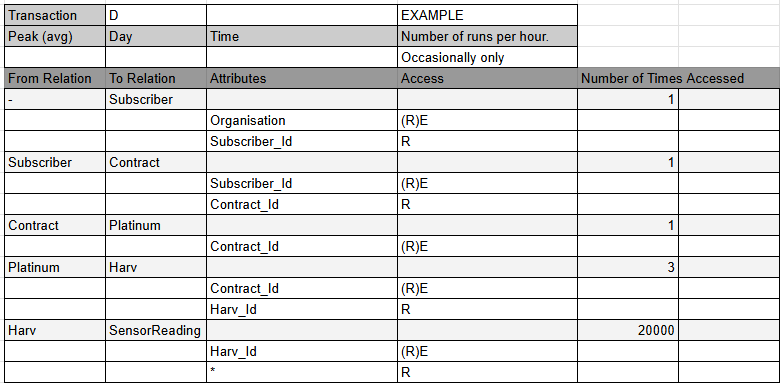 Transaction D EXAMPLE
Peak (avg) Day Time Number of runs per hour.
Occasionally only
From Relation To Relation Attributes Access Number of Times Accessed
- Subscriber 1
Organisation (R)E
Subscriber_Id R
Subscriber Contract 1
Subscriber_Id (R)E
Contract_Id R
Contract Platinum 1
Contract_Id (R)E
Platinum Harv 3
Contract_Id (R)E
Harv_Id R
Harv SensorReading 20000
Harv_Id (R)E
* R